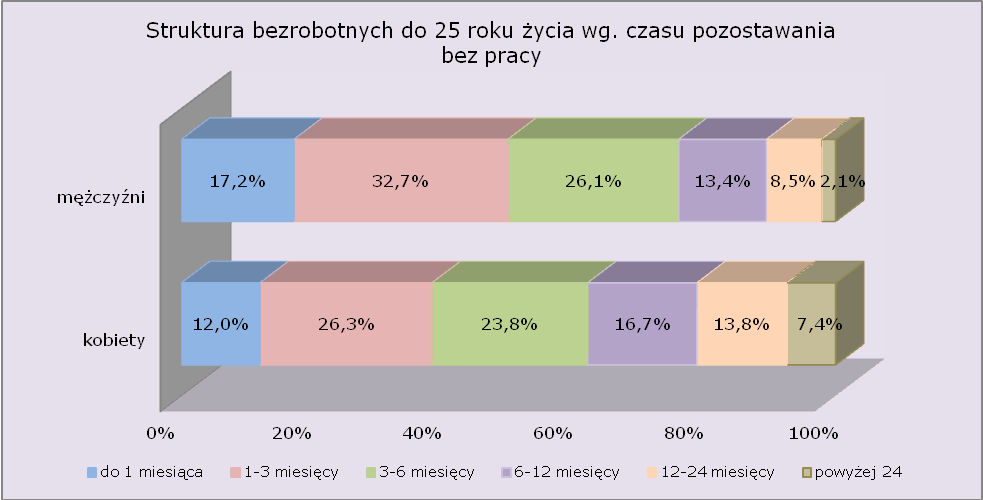 Struktura bezrobotnych do 25 roku życia wg. czasu pozostawania
bez pracy
mężczyźni
17,2% 32,7% 26,1% 13,4% 8,5% 2,1%
kobiety
12,0% 26,3% 23,8% 16,7% 13,8% 7,4%
0% 20% 40% 60% 80% 100%
do 1 miesiąca 1-3 miesięcy 3-6 miesięcy 6-12 miesięcy 12-24 miesięcy powyżej 24